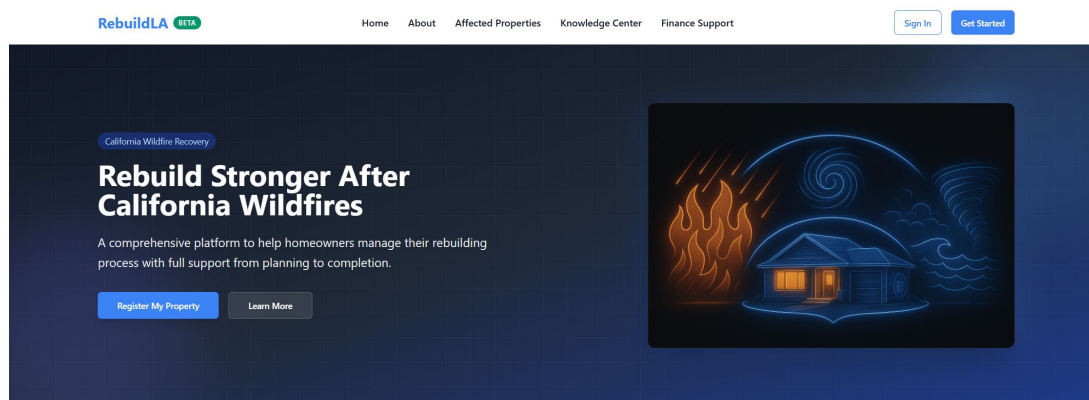 RebuildLA BETA
Home About Affected Properties Knowledge Center Finance Support
Sign In Get Started
California Wildfire Recovery
Rebuild Stronger After
California Wildfires
A comprehensive platform to help homeowners manage their rebuilding
process with full support from planning to completion.
Register My Property Learn More